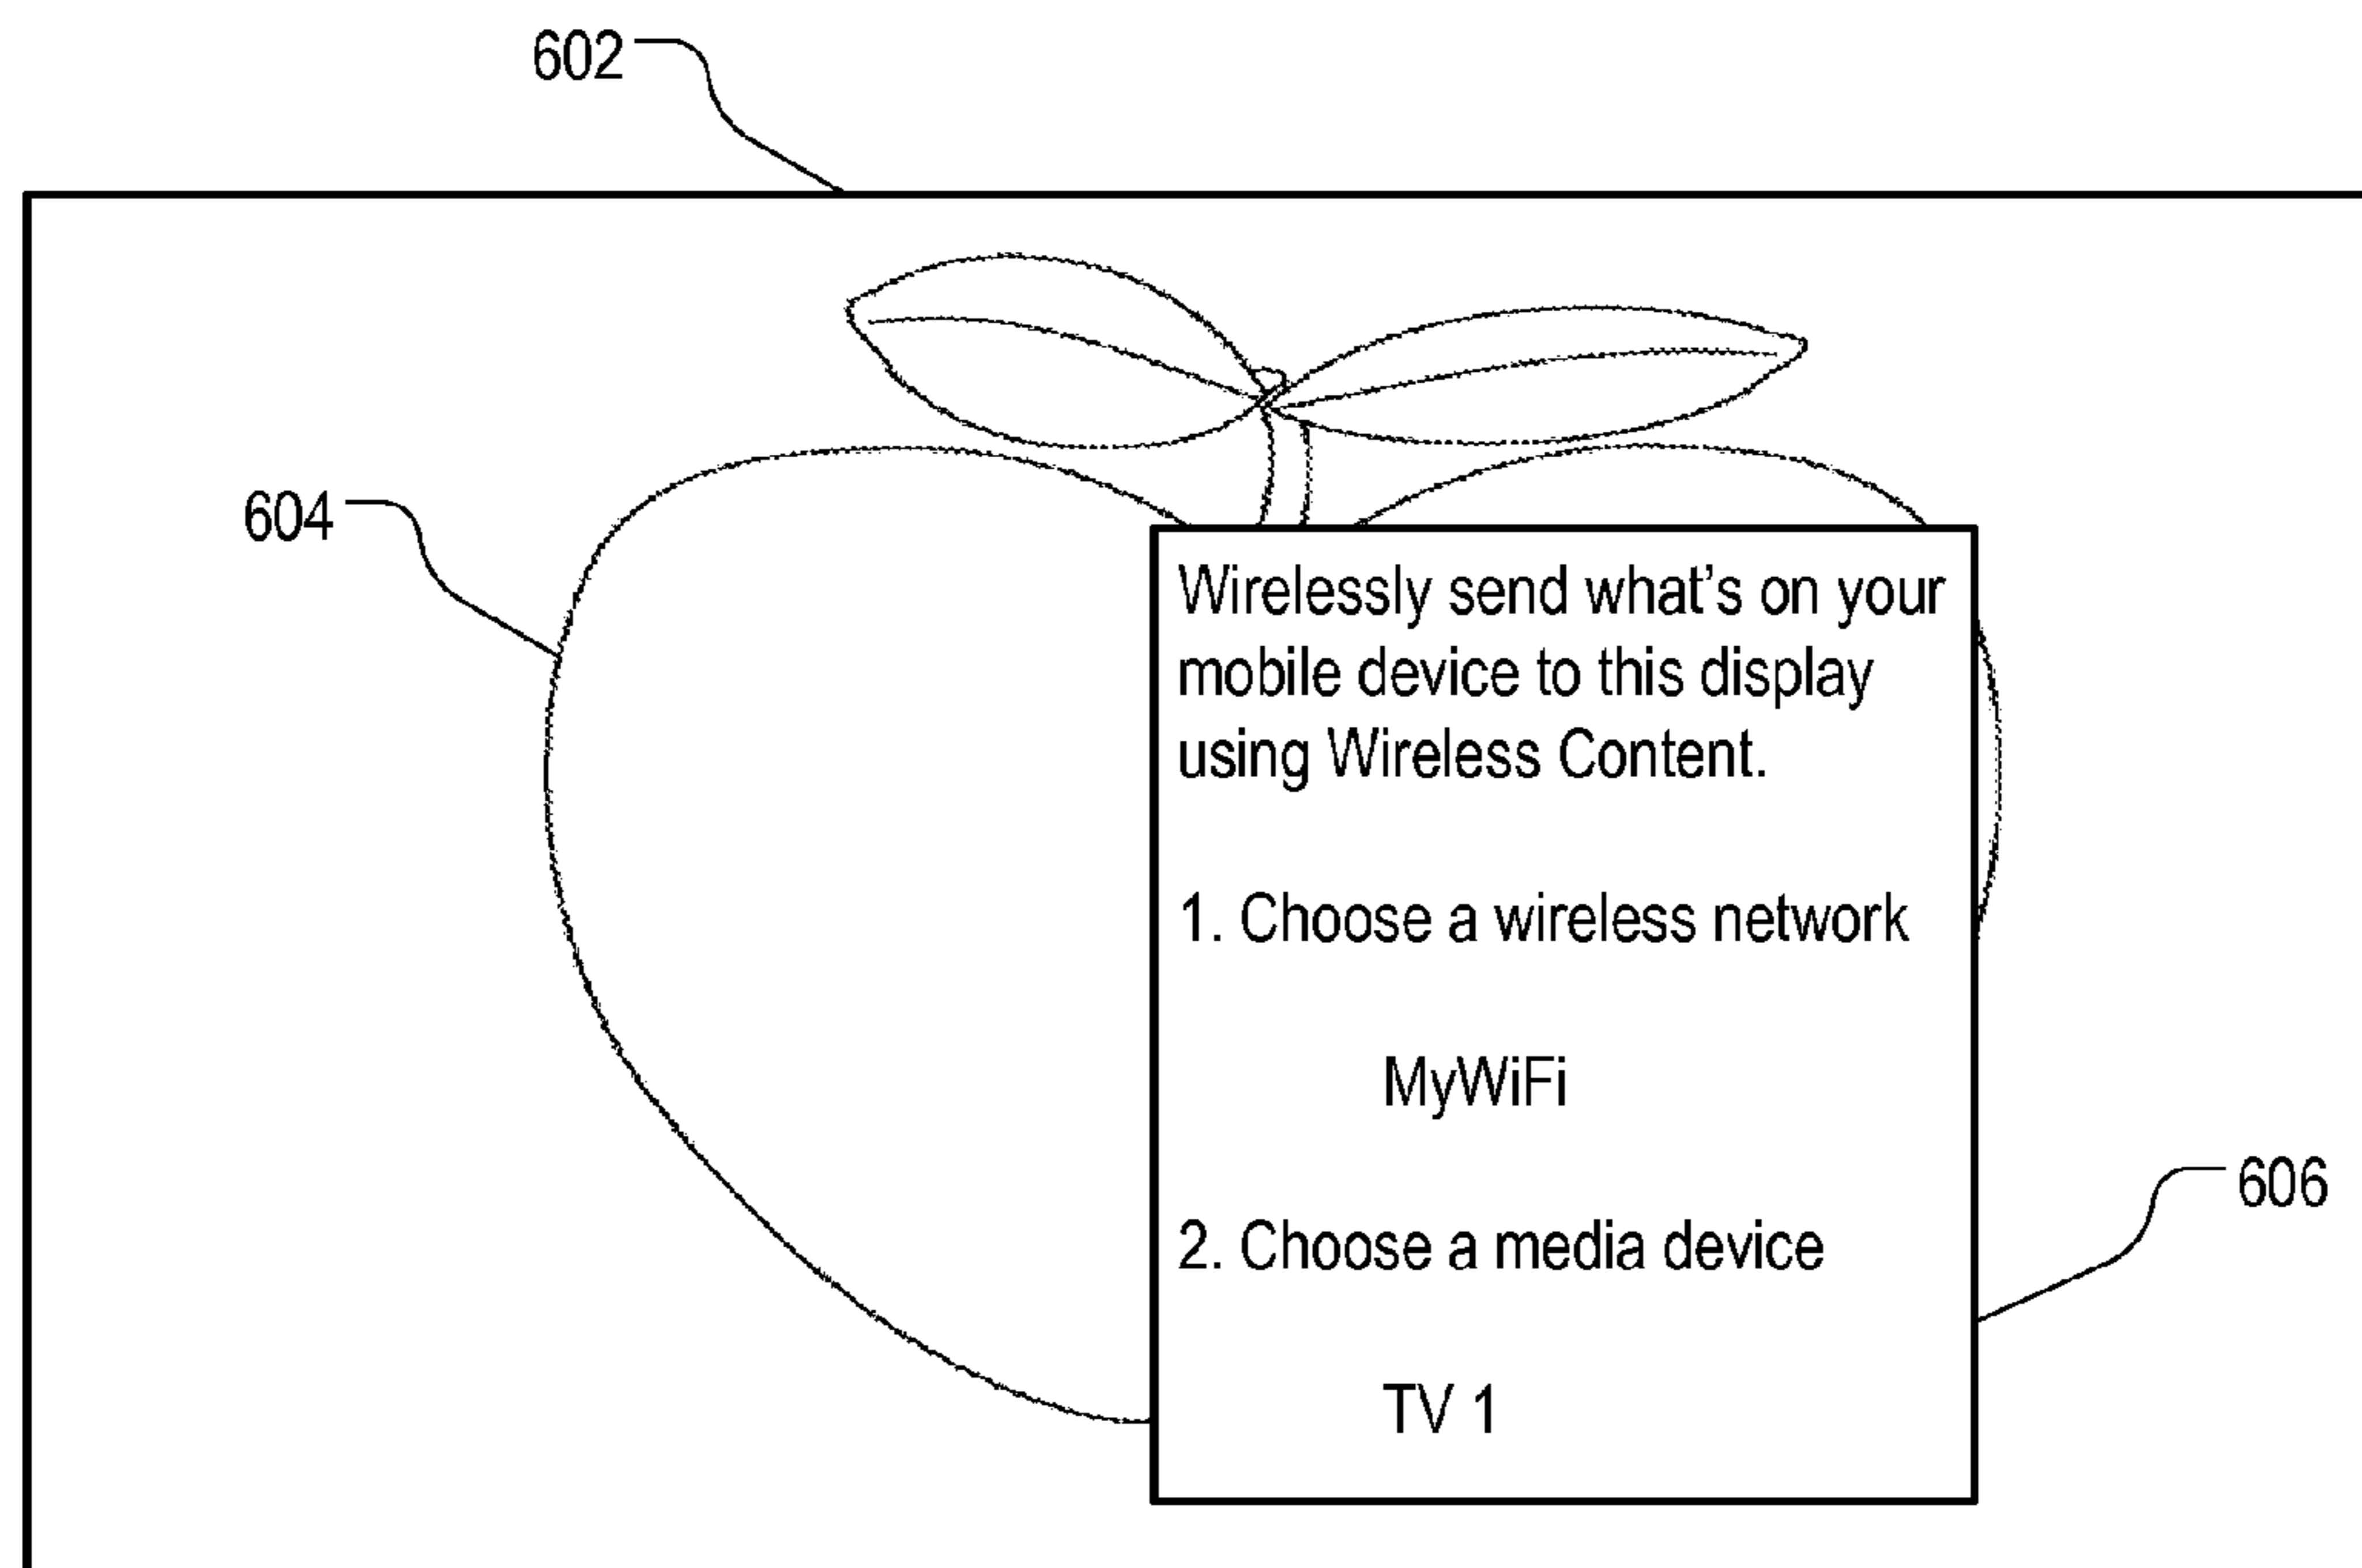 602
604
Wirelessly send what's on your
mobile device to this display
using Wireless Content.
1. Choose a wireless network
MyWiFi
606
2. Choose a media device
TV 1